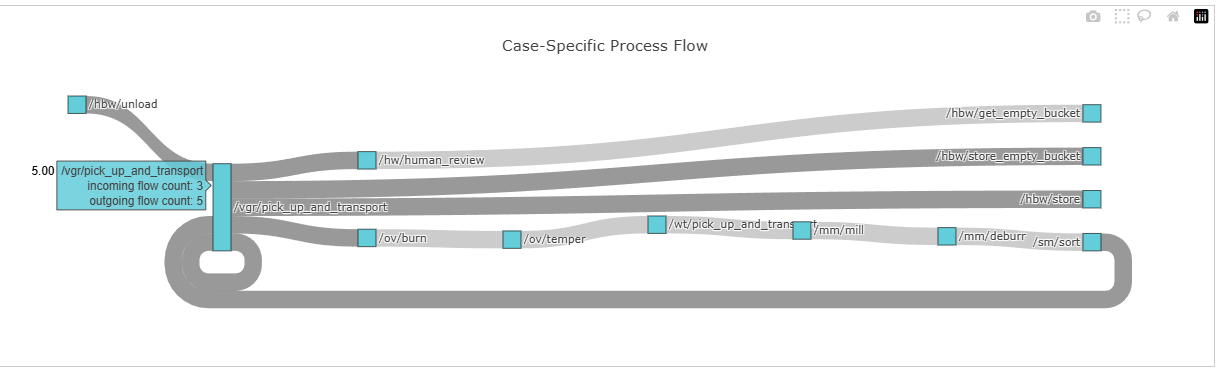 Case-Specific Process Flow
/hbw/unload
/hbw/get_empty_bucket
/hw/human_review
/hbw/store_empty_bucket
5.00
/vgr/pick_up_and_transport
incoming flow count: 3
outgoing flow count: 5
/hbw/store
/vgr/pick_up_and_transport
/wt/pick_up_and_transport
/mm/mill
/ov/burn
/ov/temper
/mm/deburr
/sm/sort